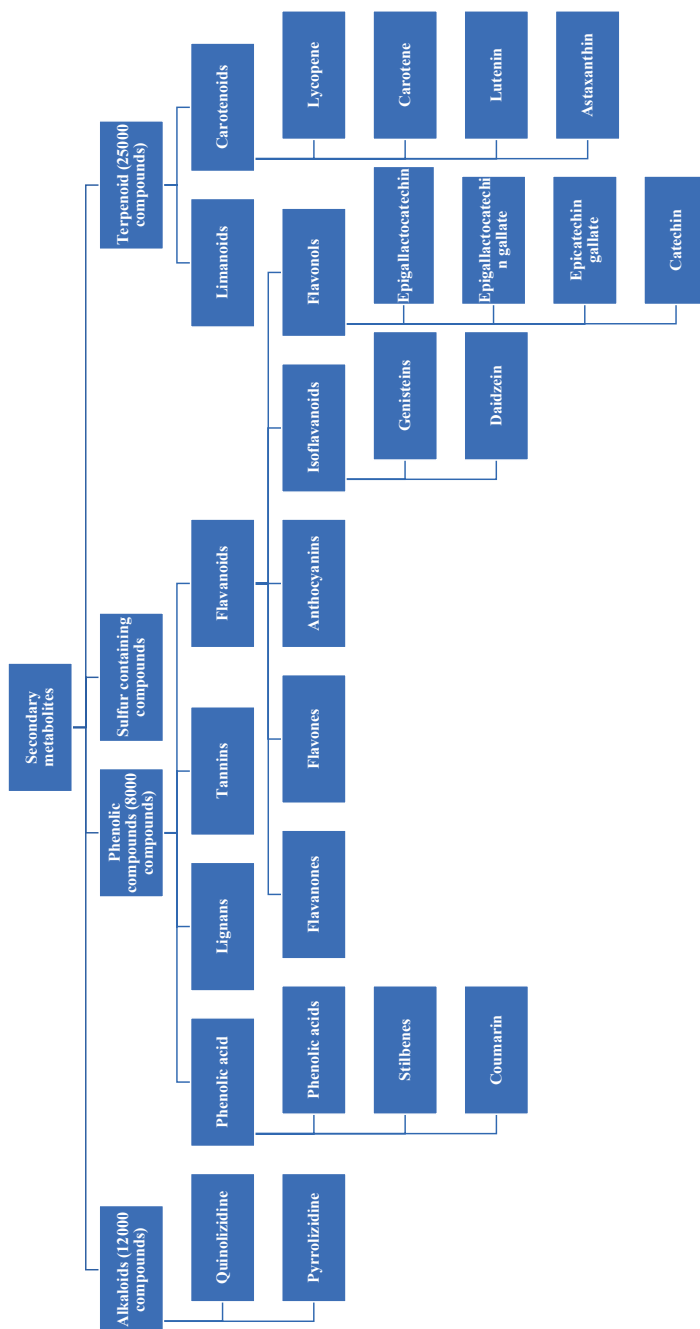 Secondary
metabolites
Alkaloids (12000
compounds)
Phenolic
compounds (8000
compounds)
Sulfur containing
compounds
Terpenoid (25000
compounds)
Quinolizidine
Pyrrolizidine
Phenolic acid
Lignans
Tannins
Flavanoids
Limanoids
Carotenoids
Phenolic acids
Stilbenes
Coumarin
Flavanones
Flavones
Anthocyanins
Isoflavanoids
Flavonols
Genisteins
Daidzein
Epigallactocatechin
Epigallactocatechi
n gallate
Epicatechin
gallate
Catechin
Lycopene
Carotene
Lutenin
Astaxanthin